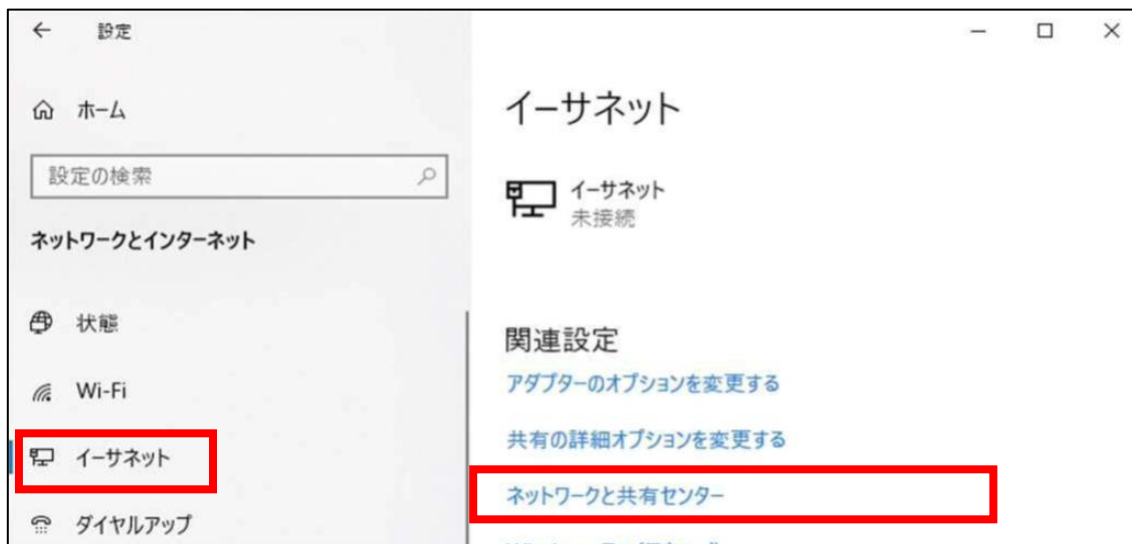 設定
ホーム
設定の検索
ネットワークとインターネット
状態
Wi-Fi
イーサネット
ダイヤルアップ
イーサネット
イーサネット
未接続
関連設定
アダプターのオプションを変更する
共有の詳細オプションを変更する
ネットワークと共有センター